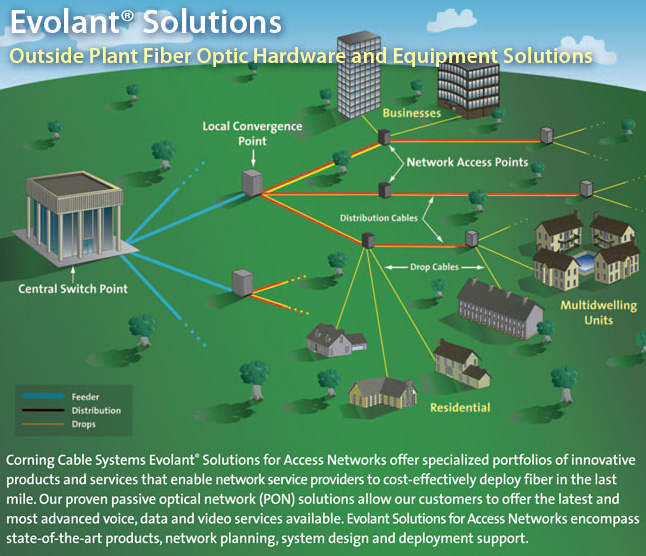 Evolant® Solutions
Outside Plant Fiber Optic Hardware and Equipment Solutions
Businesses
Local Convergence
Point
Network Access Points
Distribution Cables
Drop Cables
Central Switch Point
Multidwelling
Units
Residential
Feeder
Distribution
Drops
Corning Cable Systems Evolant® Solutions for Access Networks offer specialized portfolios of innovative
products and services that enable network service providers to cost-effectively deploy fiber in the last
mile. Our proven passive optical network (PON) solutions allow our customers to offer the latest and
most advanced voice, data and video services available. Evolant Solutions for Access Networks encompass
state-of-the-art products, network planning, system design and deployment support.